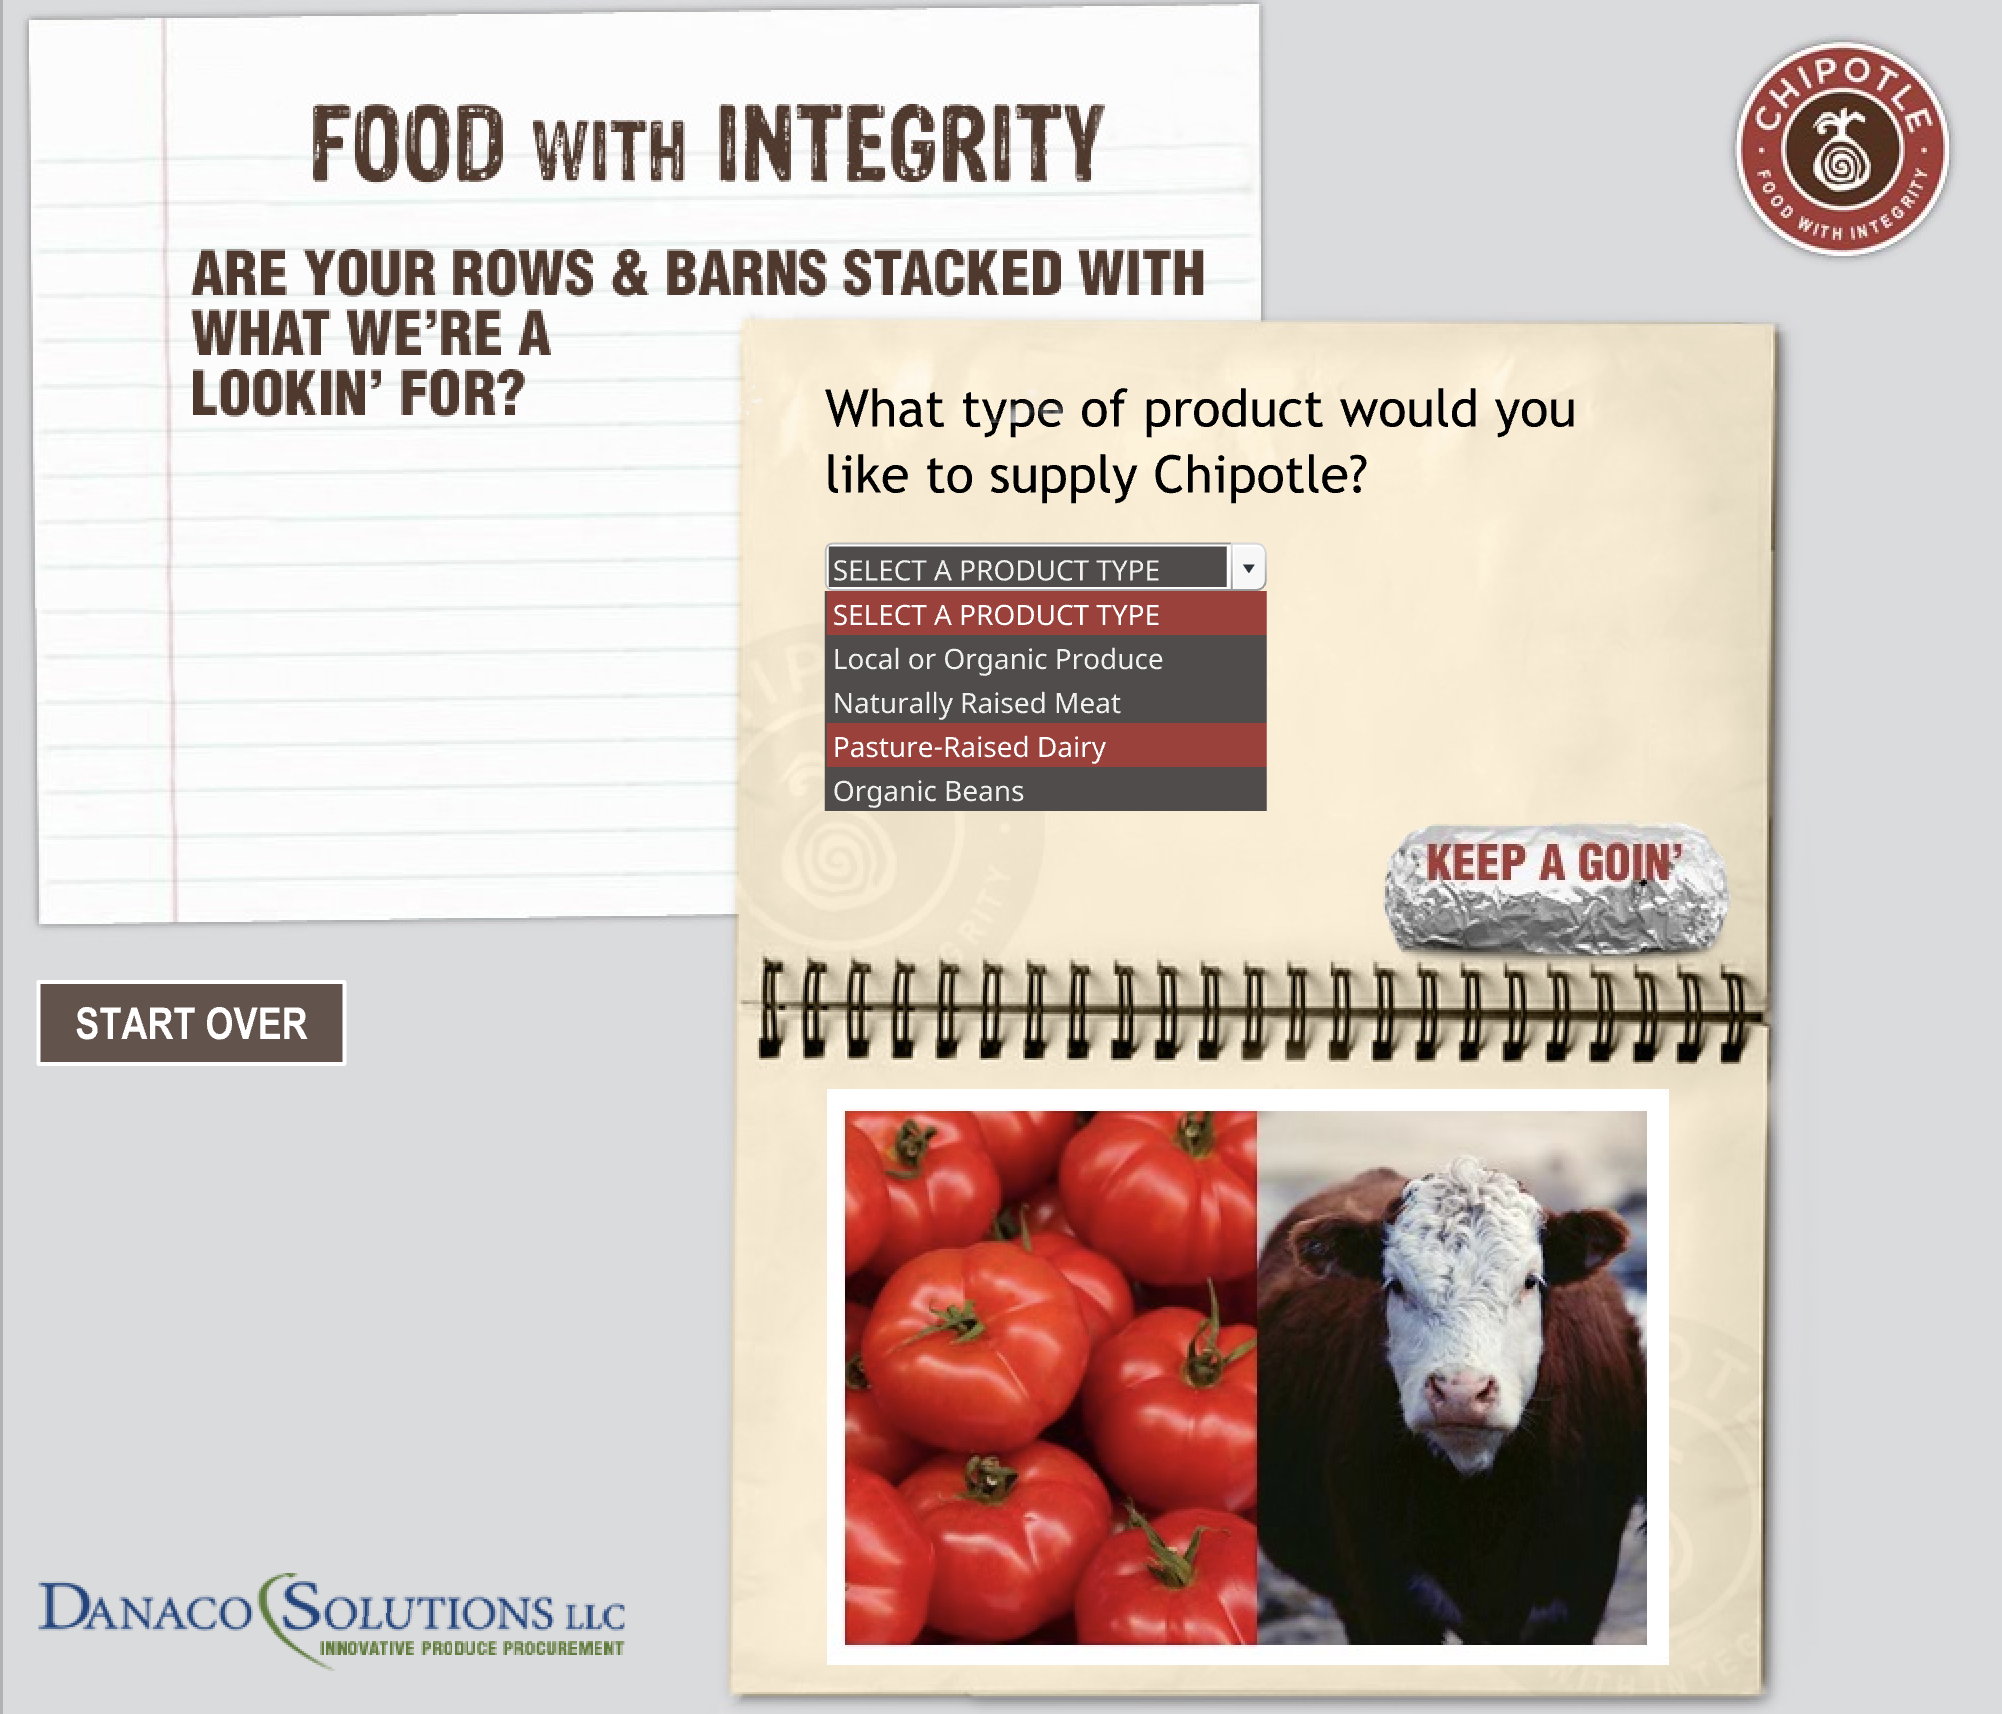 FOOD WITH INTEGRITY
ARE YOUR ROWS & BARNS STACKED WITH
WHAT WE'RE A
LOOKIN' FOR?
CHIPOTLE
FOOD WITH INTEGRITY
What type of product would you
like to supply Chipotle?
SELECT A PRODUCT TYPE
SELECT A PRODUCT TYPE
Local or Organic Produce
Naturally Raised Meat
Pasture-Raised Dairy
Organic Beans
KEEP A GOIN'
START OVER
DANACO SOLUTIONS LLC
INNOVATIVE PRODUCE PROCUREMENT